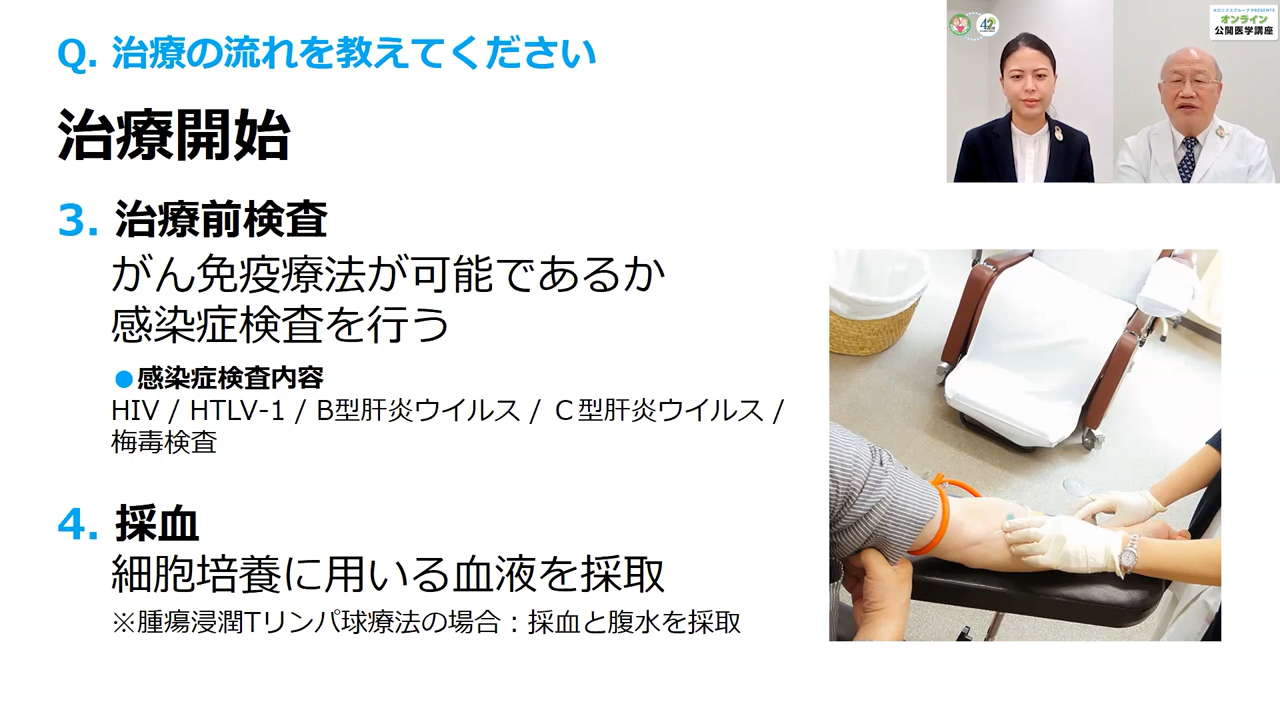 Q. 治療の流れを教えてください
治療開始
3. 治療前検査
がん免疫療法が可能であるか
感染症検査を行う
●感染症検査内容
HIV / HTLV-1 / B型肝炎ウイルス / Ｃ型肝炎ウイルス /
梅毒検査
4. 採血
細胞培養に用いる血液を採取
※腫瘍浸潤Tリンパ球療法の場合：採血と腹水を採取
42
オンライン
公開医学講座